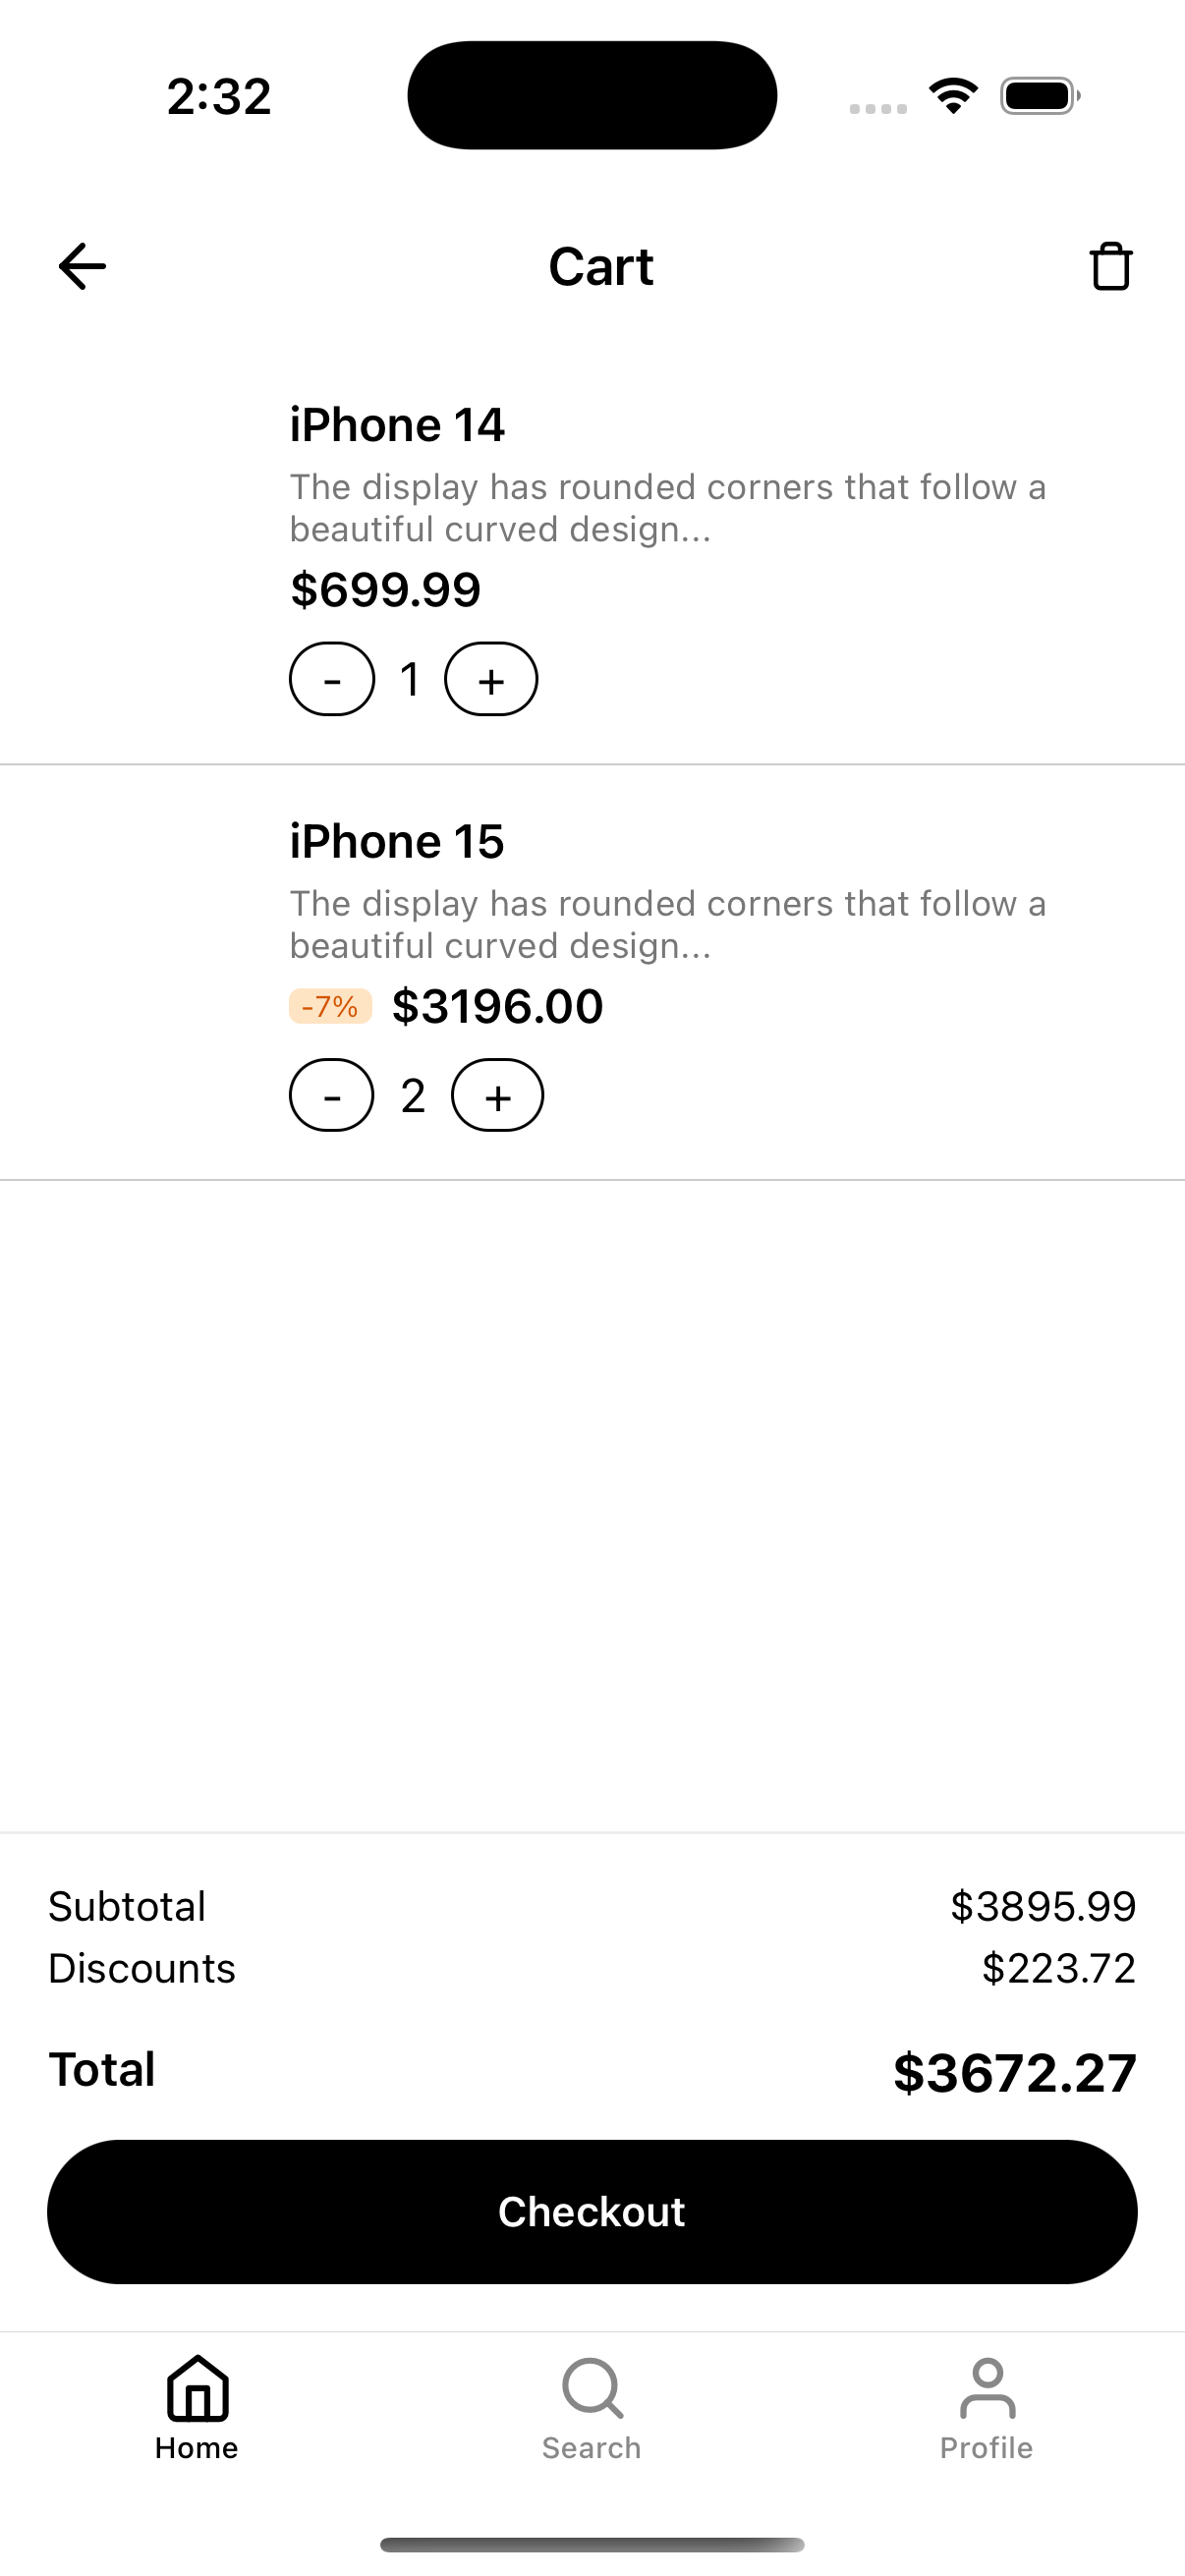 2:32
Cart
iPhone 14
The display has rounded corners that follow a
beautiful curved design...
$699.99
- 1 +
iPhone 15
The display has rounded corners that follow a
beautiful curved design...
-7% $3196.00
- 2 +
Subtotal $3895.99
Discounts $223.72
Total $3672.27
Checkout
Home Search Profile